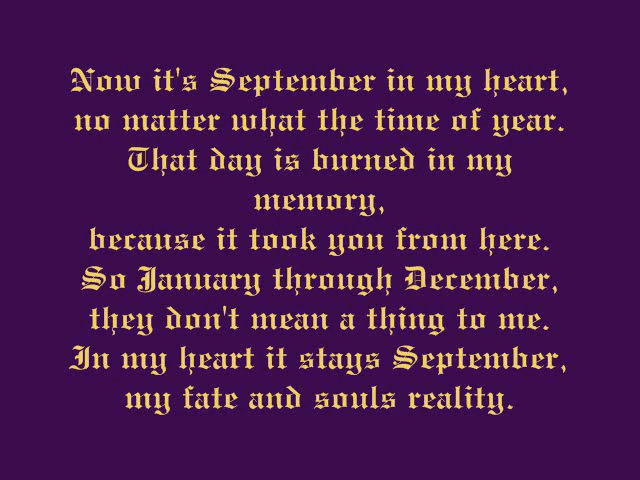 Now it's September in my heart,
no matter what the time of year.
That day is burned in my
memory,
because it took you from here.
So January through December,
they don't mean a thing to me.
In my heart it stays September,
my fate and souls reality.